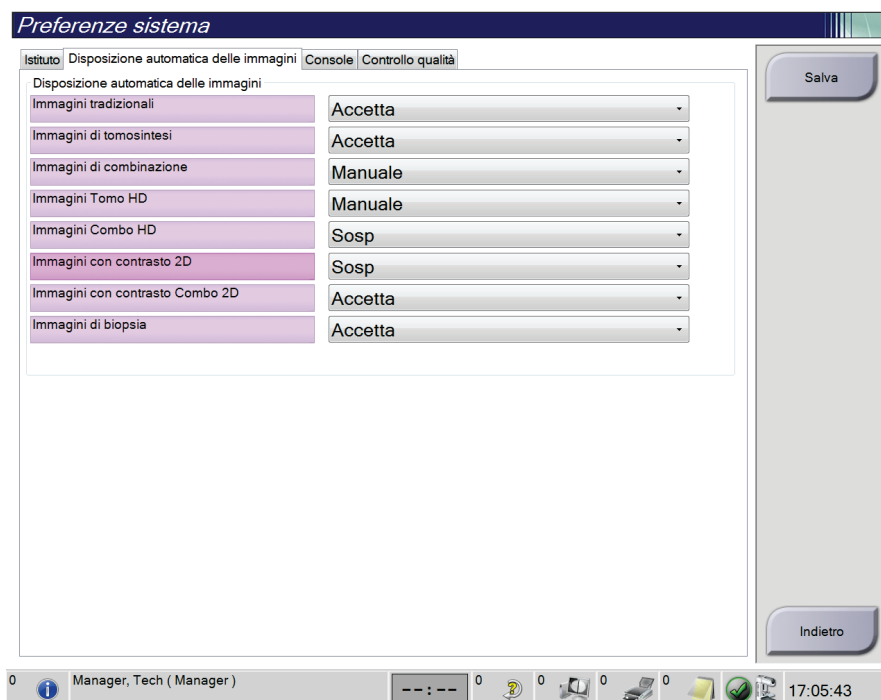 Preferenze sistema
Istituto Disposizione automatica delle immagini Console Controllo qualità
Salva
Disposizione automatica delle immagini
Immagini tradizionali Accetta
Immagini di tomosintesi Accetta
Immagini di combinazione Manuale
Immagini Tomo HD Manuale
Immagini Combo HD Sosp
Immagini con contrasto 2D Sosp
Immagini con contrasto Combo 2D Accetta
Immagini di biopsia Accetta
Indietro
0 Manager, Tech ( Manager ) --:-- 0 0 0 0 17:05:43